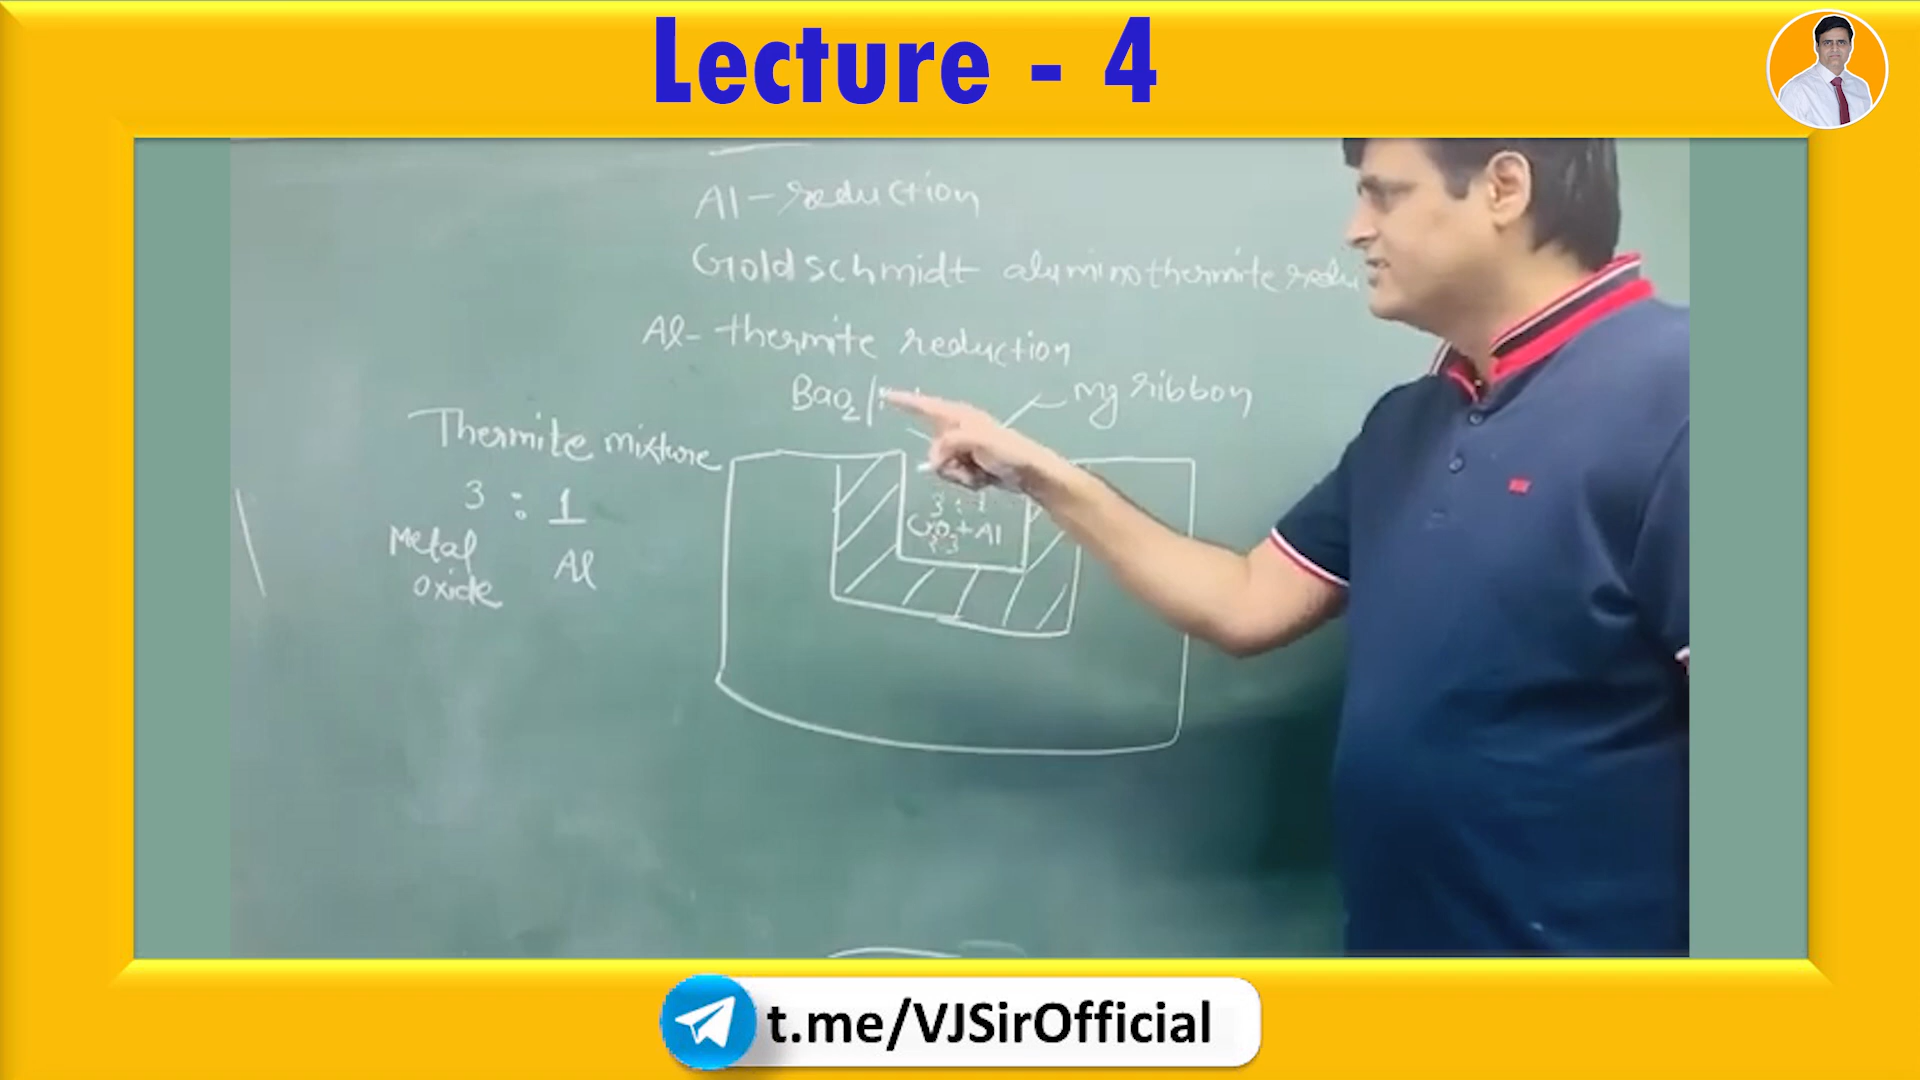 Lecture - 4
Al - reduction
Goldschmidt aluminothermite
Al - thermite reduction
BaO2/
Mg ribbon
Thermite mixture
3 : 1
Metal oxide
Al
3 : 1
Cr2O3 + Al
t.me/VJSirOfficial